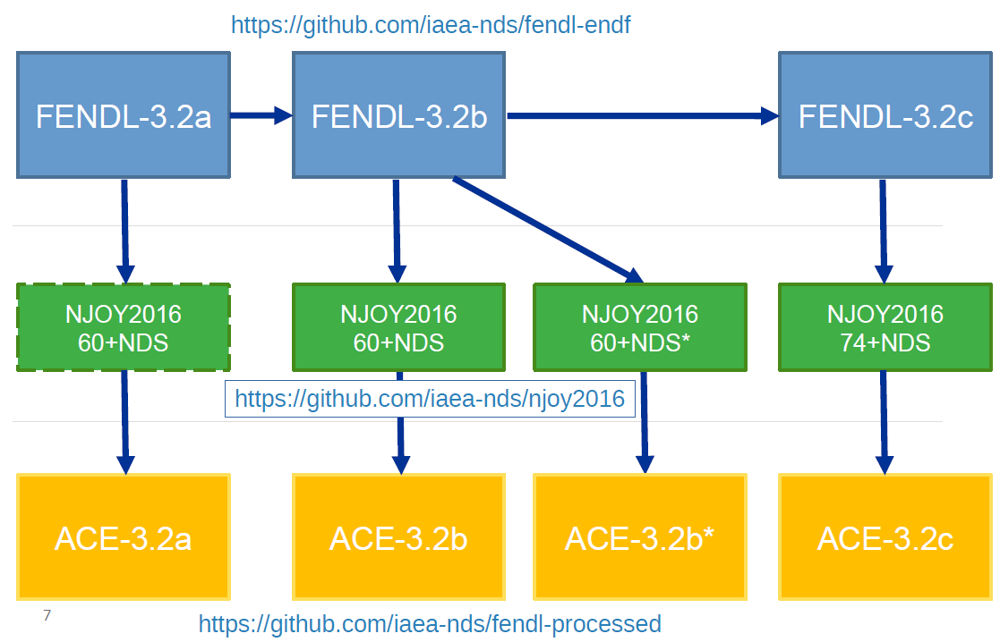 https://github.com/iaea-nds/fendl-endf
FENDL-3.2a
FENDL-3.2b
FENDL-3.2c
NJOY2016
60+NDS
NJOY2016
60+NDS
NJOY2016
60+NDS*
NJOY2016
74+NDS
https://github.com/iaea-nds/njoy2016
ACE-3.2a
ACE-3.2b
ACE-3.2b*
ACE-3.2c
7
https://github.com/iaea-nds/fendl-processed